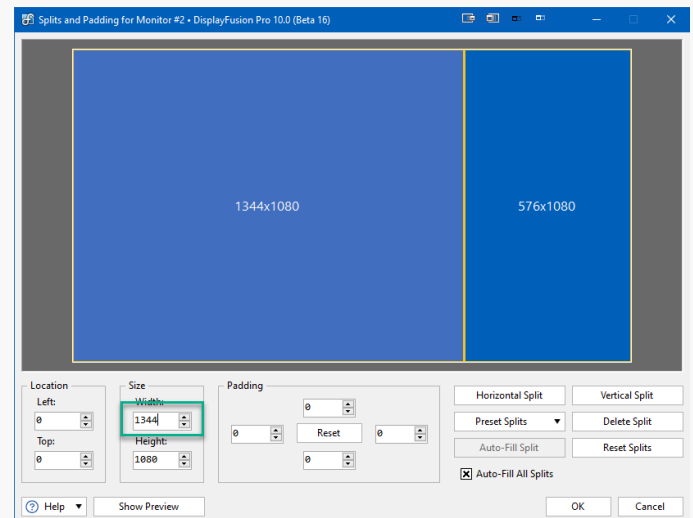 Splits and Padding for Monitor #2 • DisplayFusion Pro 10.0 (Beta 16)
1344x1080
576x1080
Location
Left:
0
Top:
0
Size
Width:
1344
Height:
1080
Padding
0
0
Reset
0
0
Horizontal Split
Vertical Split
Preset Splits
Delete Split
Auto-Fill Split
Reset Splits
Auto-Fill All Splits
? Help
Show Preview
OK
Cancel